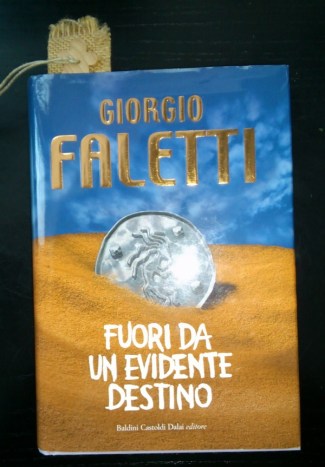 GIORGIO
FALETTI
FUORI DA
UN EVIDENTE
DESTINO
Baldini Castoldi Dalai editore